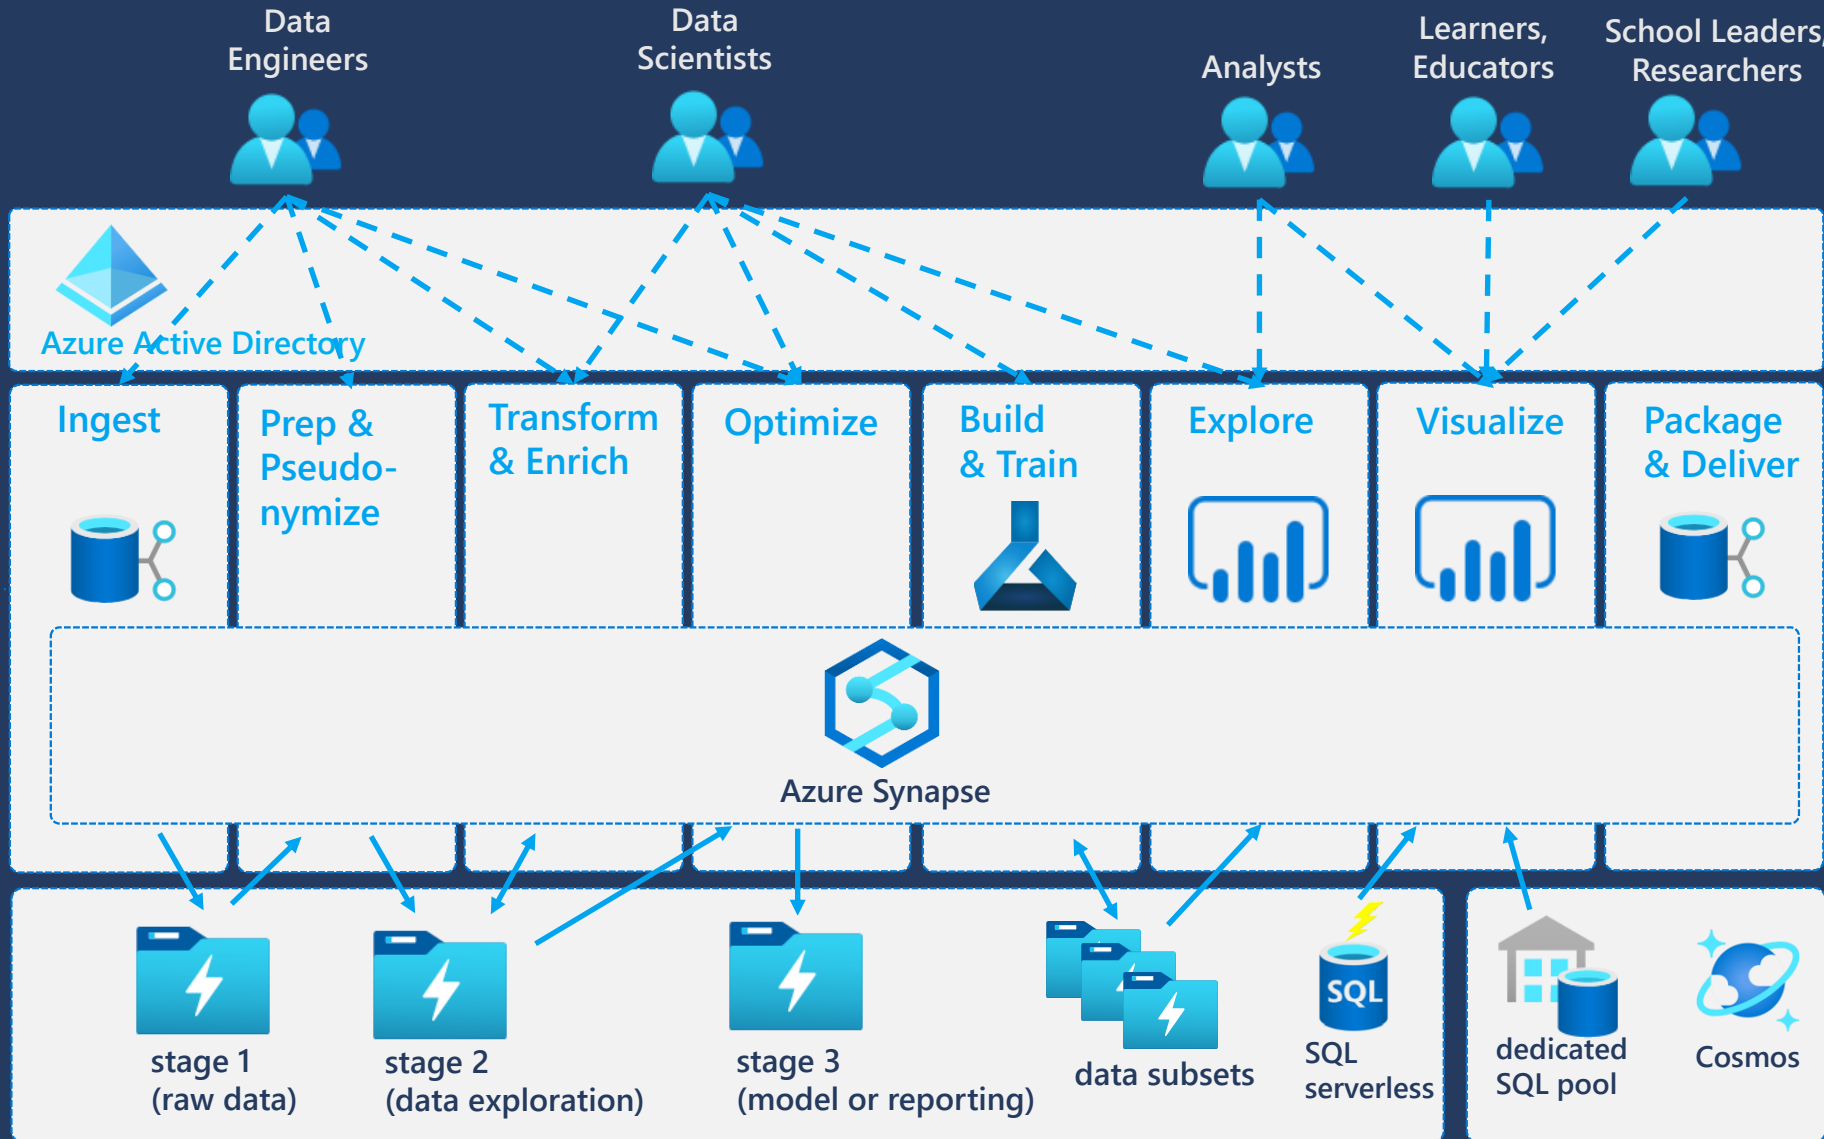 Data
Engineers
Data
Scientists
Analysts
Learners,
Educators
School Leaders,
Researchers
Azure Active Directory
Ingest
Prep &
Pseudo-
nymize
Transform
& Enrich
Optimize
Build
& Train
Explore
Visualize
Package
& Deliver
Azure Synapse
stage 1
(raw data)
stage 2
(data exploration)
stage 3
(model or reporting)
data subsets
SQL
SQL
serverless
dedicated
SQL pool
Cosmos